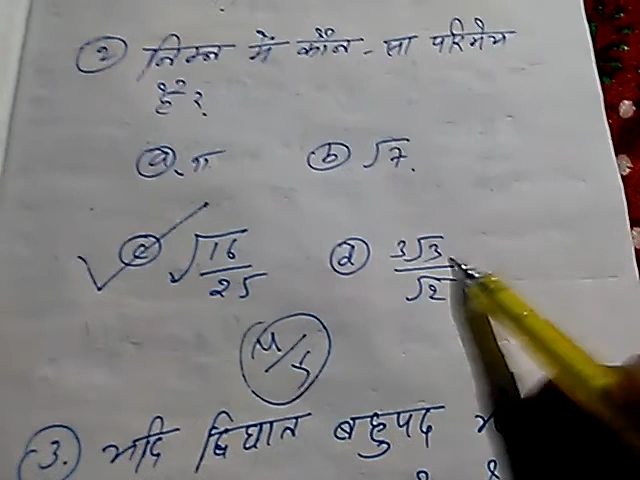 (2) निम्न में कौन-सा परिमेय
है?
(a) π (b) √7.
(c) √16/25 (d) 3√3/√2
4/5
(3.) यदि द्विघात बहुपद